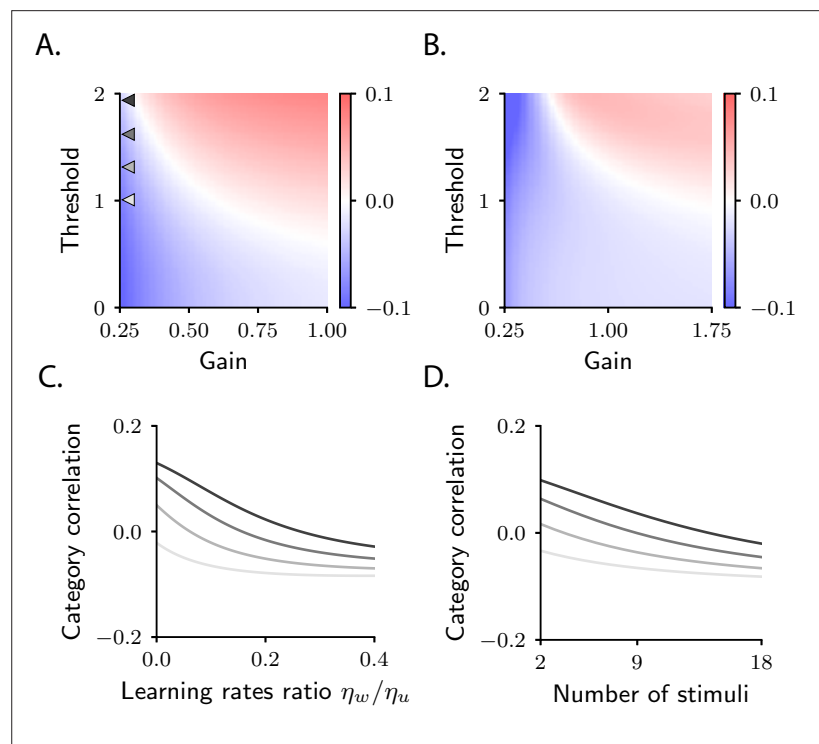 A.
B.
2
1
0
Threshold
0.25
0.50
0.75
1.00
Gain
0.1
0.0
−0.1
2
1
0
Threshold
0.25
1.00
1.75
Gain
0.1
0.0
−0.1
C.
D.
0.2
0.0
−0.2
Category correlation
0.0
0.2
0.4
Learning rates ratio ηw/ηu
0.2
0.0
−0.2
Category correlation
2
9
18
Number of stimuli